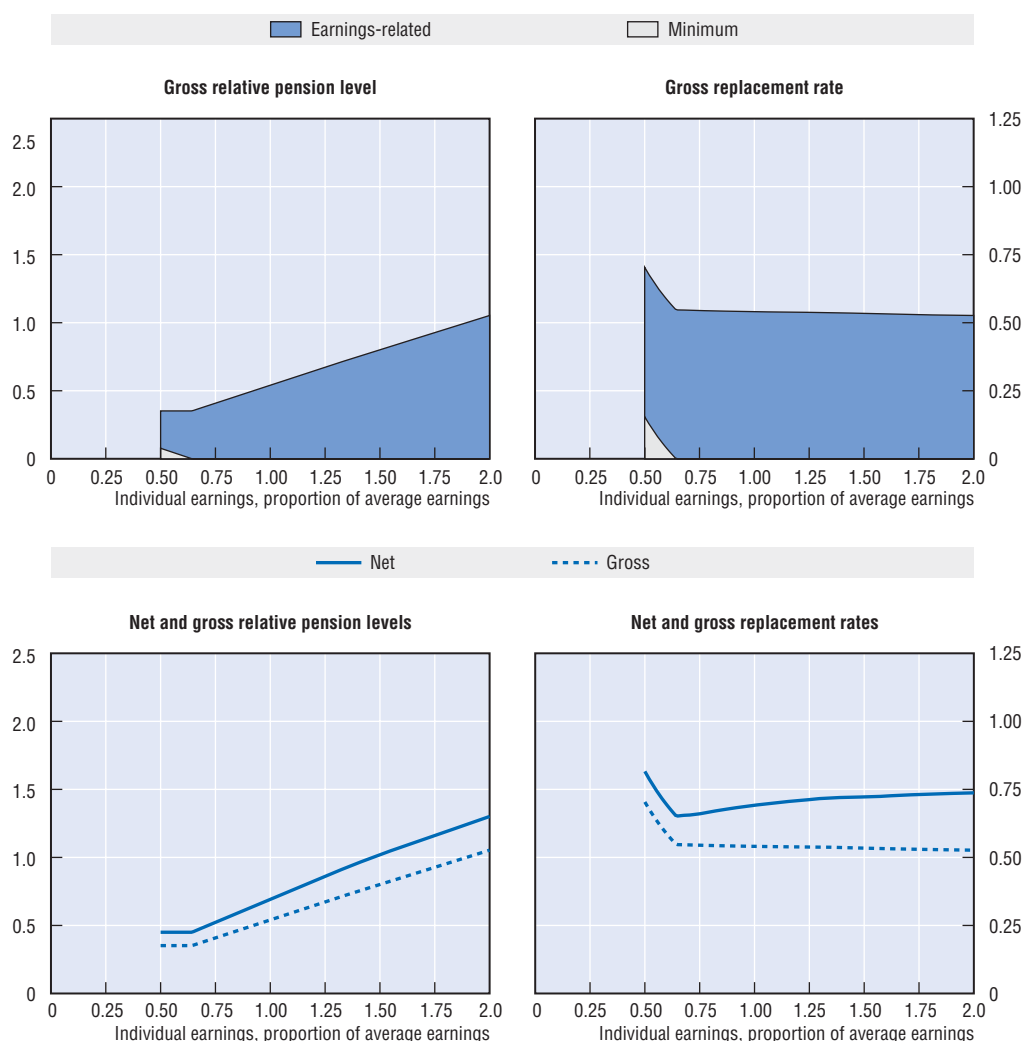 Earnings-related Minimum
Gross relative pension level
2.5
2.0
1.5
1.0
0.5
0
0 0.25 0.50 0.75 1.00 1.25 1.50 1.75 2.0
Individual earnings, proportion of average earnings
Gross replacement rate
1.25
1.00
0.75
0.50
0.25
0
0 0.25 0.50 0.75 1.00 1.25 1.50 1.75 2.0
Individual earnings, proportion of average earnings
Net Gross
Net and gross relative pension levels
2.5
2.0
1.5
1.0
0.5
0
0 0.25 0.50 0.75 1.00 1.25 1.50 1.75 2.0
Individual earnings, proportion of average earnings
Net and gross replacement rates
1.25
1.00
0.75
0.50
0.25
0
0 0.25 0.50 0.75 1.00 1.25 1.50 1.75 2.0
Individual earnings, proportion of average earnings